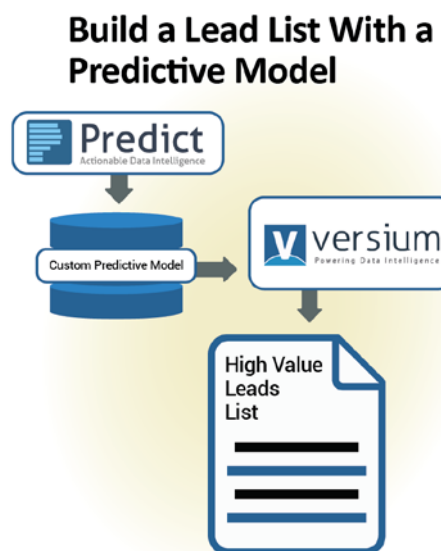 Build a Lead List With a
Predictive Model
Predict
Actionable Data Intelligence
Custom Predictive Model
versium
Powering Data Intelligence
High Value
Leads
List